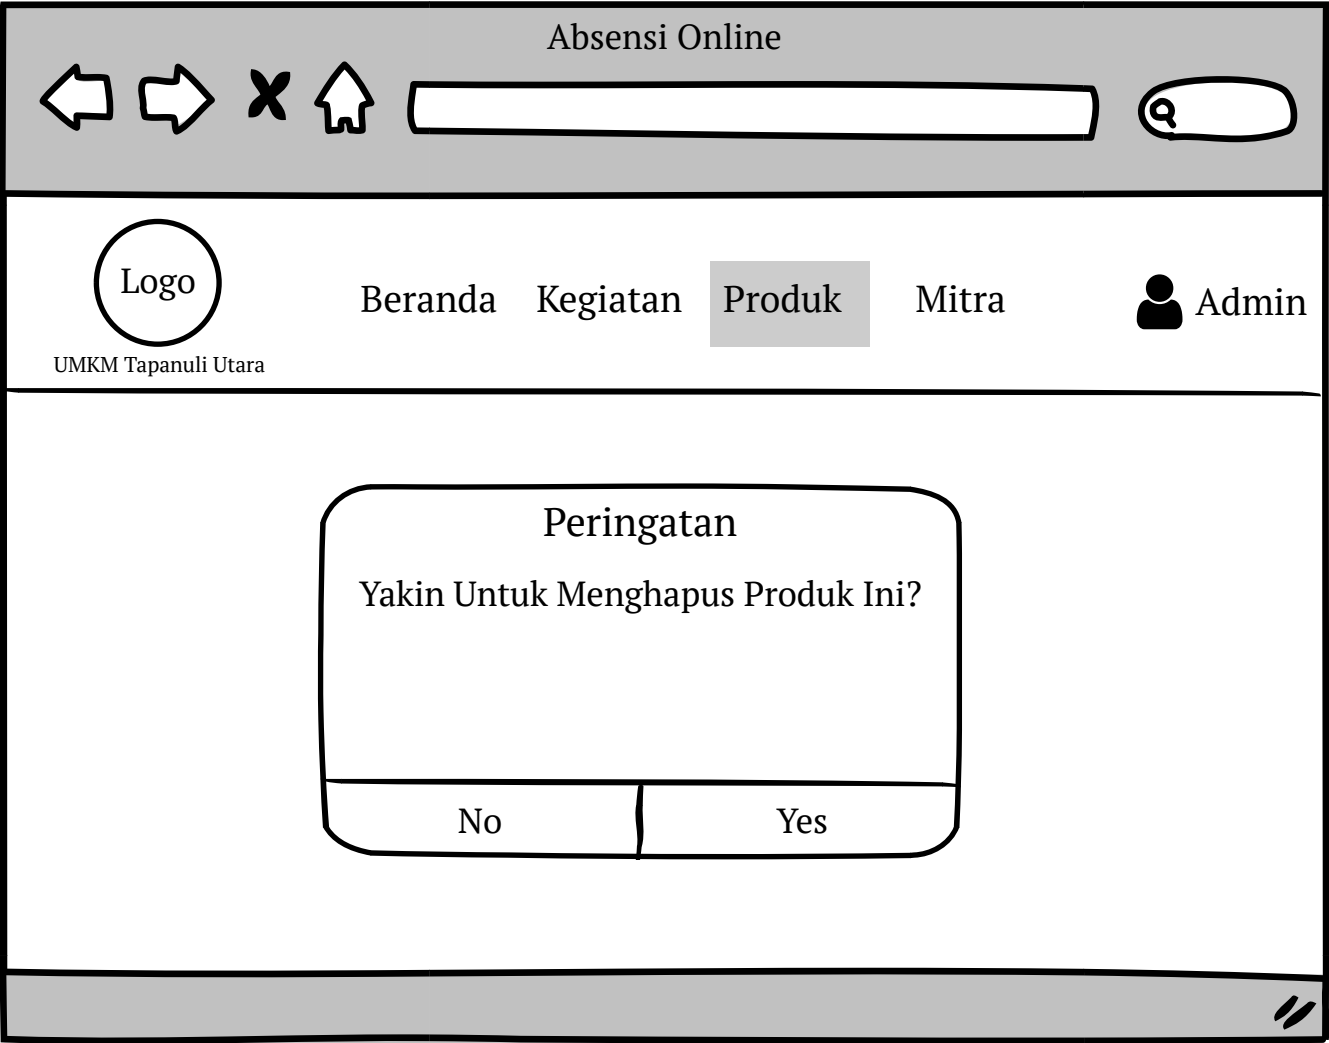 Absensi Online
Logo
UMKM Tapanuli Utara
Beranda Kegiatan Produk Mitra Admin
Peringatan
Yakin Untuk Menghapus Produk Ini?
No Yes